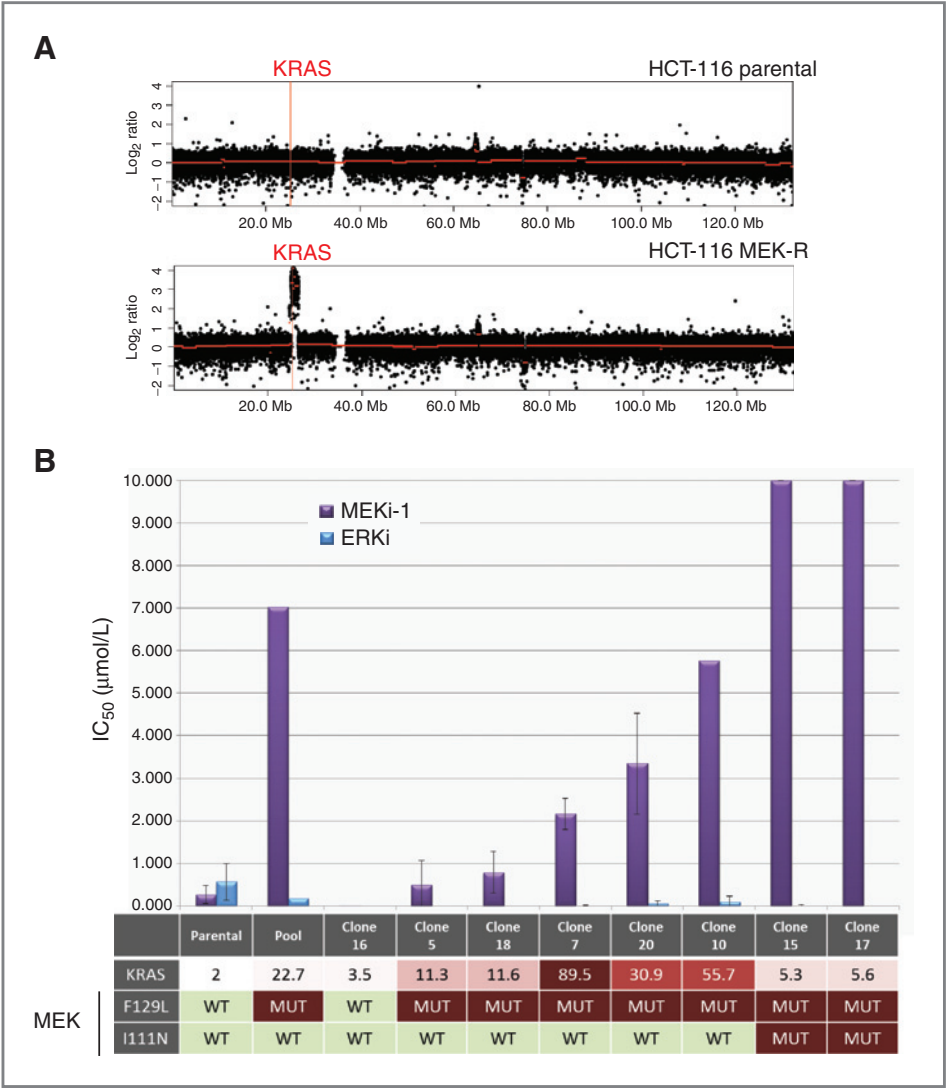 A
KRAS
HCT-116 parental
Log2 ratio
4
3
2
1
0
−1
−2
20.0 Mb 40.0 Mb 60.0 Mb 80.0 Mb 100.0 Mb 120.0 Mb
KRAS
HCT-116 MEK-R
Log2 ratio
4
3
2
1
0
−1
−2
20.0 Mb 40.0 Mb 60.0 Mb 80.0 Mb 100.0 Mb 120.0 Mb
B
MEKi-1
ERKi
IC50 (μmol/L)
10.000
9.000
8.000
7.000
6.000
5.000
4.000
3.000
2.000
1.000
0.000
Parental Pool Clone 16 Clone 5 Clone 18 Clone 7 Clone 20 Clone 10 Clone 15 Clone 17
KRAS 2 22.7 3.5 11.3 11.6 89.5 30.9 55.7 5.3 5.6
MEK
F129L WT MUT WT MUT MUT MUT MUT MUT MUT MUT
I111N WT WT WT WT WT WT WT WT MUT MUT